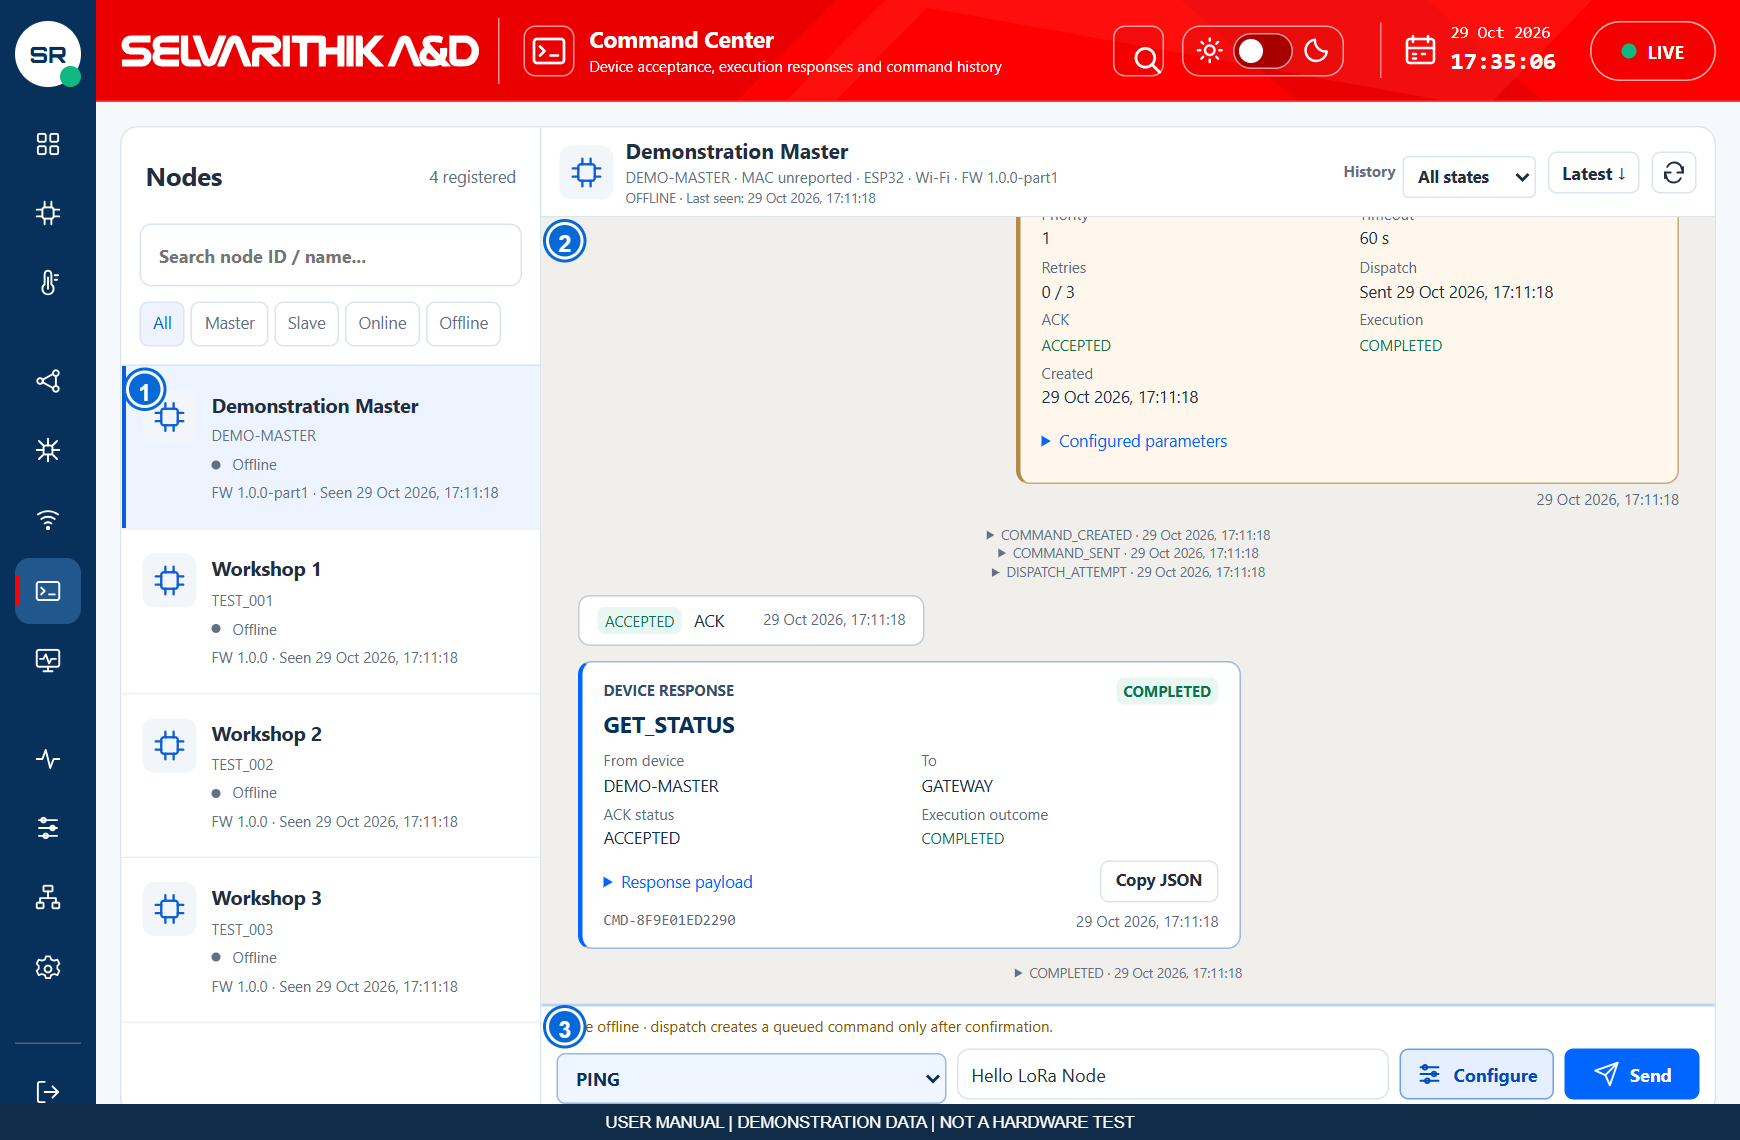 SR
SELVARITHIK A&D
Command Center
Device acceptance, execution responses and command history
29 Oct 2026
17:35:06
LIVE
Nodes
4 registered
Search node ID / name...
All
Master
Slave
Online
Offline
1
Demonstration Master
DEMO-MASTER
Offline
FW 1.0.0-part1 · Seen 29 Oct 2026, 17:11:18
Workshop 1
TEST_001
Offline
FW 1.0.0 · Seen 29 Oct 2026, 17:11:18
Workshop 2
TEST_002
Offline
FW 1.0.0 · Seen 29 Oct 2026, 17:11:18
Workshop 3
TEST_003
Offline
FW 1.0.0 · Seen 29 Oct 2026, 17:11:18
Demonstration Master
DEMO-MASTER · MAC unreported · ESP32 · Wi-Fi · FW 1.0.0-part1
OFFLINE · Last seen: 29 Oct 2026, 17:11:18
History
All states
Latest ↓
2
Priority
Timeout
1
60 s
Retries
Dispatch
0 / 3
Sent 29 Oct 2026, 17:11:18
ACK
Execution
ACCEPTED
COMPLETED
Created
29 Oct 2026, 17:11:18
Configured parameters
29 Oct 2026, 17:11:18
COMMAND_CREATED · 29 Oct 2026, 17:11:18
COMMAND_SENT · 29 Oct 2026, 17:11:18
DISPATCH_ATTEMPT · 29 Oct 2026, 17:11:18
ACCEPTED ACK 29 Oct 2026, 17:11:18
DEVICE RESPONSE
COMPLETED
GET_STATUS
From device
To
DEMO-MASTER
GATEWAY
ACK status
Execution outcome
ACCEPTED
COMPLETED
Response payload
Copy JSON
CMD-8F9E01ED2290
29 Oct 2026, 17:11:18
COMPLETED · 29 Oct 2026, 17:11:18
3
e offline · dispatch creates a queued command only after confirmation.
PING
Hello LoRa Node
Configure
Send
USER MANUAL | DEMONSTRATION DATA | NOT A HARDWARE TEST